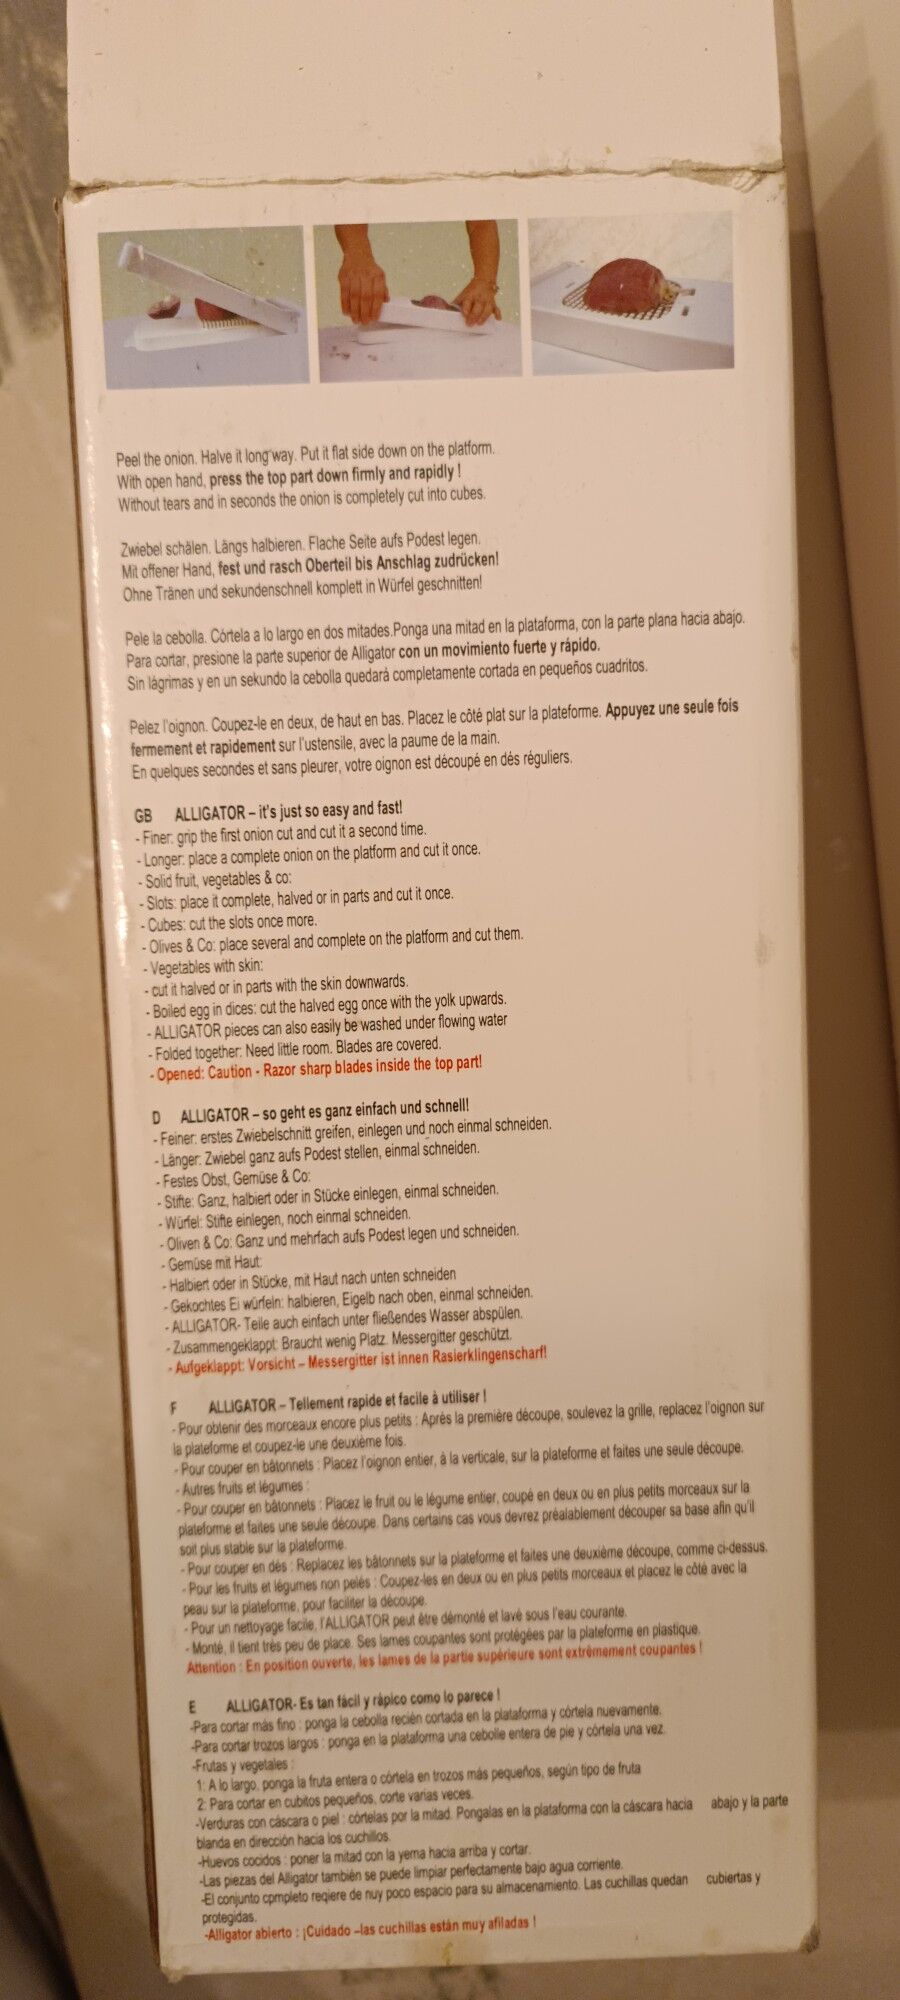 Peel the onion. Halve it long way. Put it flat side down on the platform.
With open hand, press the top part down firmly and rapidly !
Without tears and in seconds the onion is completely cut into cubes.
Zwiebel schälen. Längs halbieren. Flache Seite aufs Podest legen.
Mit offener Hand, fest und rasch Oberteil bis Anschlag zudrücken!
Ohne Tränen und sekundenschnell komplett in Würfel geschnitten!
Pele la cebolla. Córtela a lo largo en dos mitades.Ponga una mitad en la plataforma, con la parte plana hacia abajo.
Para cortar, presione la parte superior de Alligator con un movimiento fuerte y rápido.
Sin lágrimas y en un sekundo la cebolla quedará completamente cortada en pequeños cuadritos.
Pelez l'oignon. Coupez-le en deux, de haut en bas. Placez le côté plat sur la plateforme. Appuyez une seule fois
fermement et rapidement sur l'ustensile, avec la paume de la main.
En quelques secondes et sans pleurer, votre oignon est découpé en dés réguliers.
GB ALLIGATOR – it's just so easy and fast!
- Finer: grip the first onion cut and cut it a second time.
- Longer: place a complete onion on the platform and cut it once.
- Solid fruit, vegetables & co:
- Slots: place it complete, halved or in parts and cut it once.
- Cubes: cut the slots once more.
- Olives & Co: place several and complete on the platform and cut them.
- Vegetables with skin:
- cut it halved or in parts with the skin downwards.
- Boiled egg in dices: cut the halved egg once with the yolk upwards.
- ALLIGATOR pieces can also easily be washed under flowing water
- Folded together: Need little room. Blades are covered.
- Opened: Caution - Razor sharp blades inside the top part!
D ALLIGATOR – so geht es ganz einfach und schnell!
- Feiner: erstes Zwiebelschnitt greifen, einlegen und noch einmal schneiden.
- Länger: Zwiebel ganz aufs Podest stellen, einmal schneiden.
- Festes Obst, Gemüse & Co:
- Stifte: Ganz, halbiert oder in Stücke einlegen, einmal schneiden.
- Würfel: Stifte einlegen, noch einmal schneiden.
- Oliven & Co: Ganz und mehrfach aufs Podest legen und schneiden.
- Gemüse mit Haut:
- Halbiert oder in Stücke, mit Haut nach unten schneiden
- Gekochtes Ei würfeln: halbieren, Eigelb nach oben, einmal schneiden.
- ALLIGATOR- Teile auch einfach unter fließendes Wasser abspülen.
- Zusammengeklappt: Braucht wenig Platz. Messergitter geschützt.
- Aufgeklappt: Vorsicht – Messergitter ist innen Rasierklingenscharf!
F ALLIGATOR – Tellement rapide et facile à utiliser !
- Pour obtenir des morceaux encore plus petits : Après la première découpe, soulevez la grille, replacez l'oignon sur
la plateforme et coupez-le une deuxième fois.
- Pour couper en bâtonnets : Placez l'oignon entier, à la verticale, sur la plateforme et faites une seule découpe.
- Autres fruits et légumes :
- Pour couper en bâtonnets : Placez le fruit ou le légume entier, coupé en deux ou en plus petits morceaux sur la
plateforme et faites une seule découpe. Dans certains cas vous devrez préalablement découper sa base afin qu'il
soit plus stable sur la plateforme.
- Pour couper en dés : Replacez les bâtonnets sur la plateforme et faites une deuxième découpe, comme ci-dessus.
- Pour les fruits et légumes non pelés : Coupez-les en deux ou en plus petits morceaux et placez le côté avec la
peau sur la plateforme, pour faciliter la découpe.
- Pour un nettoyage facile, l'ALLIGATOR peut être démonté et lavé sous l'eau courante.
- Monté, il tient très peu de place. Ses lames coupantes sont protégées par la plateforme en plastique.
Attention : En position ouverte, les lames de la partie supérieure sont extrêmement coupantes !
E ALLIGATOR- Es tan fácil y rápico como lo parece !
-Para cortar más fino : ponga la cebolla recién cortada en la plataforma y córtela nuevamente.
-Para cortar trozos largos : ponga en la plataforma una cebolle entera de pie y córtela una vez.
-Frutas y vegetales :
1: A lo largo, ponga la fruta entera o córtela en trozos más pequeños, según tipo de fruta
2: Para cortar en cubitos pequeños, corte varias veces.
-Verduras con cáscara o piel : córtelas por la mitad. Pongalas en la plataforma con la cáscara hacia abajo y la parte
blanda en dirección hacia los cuchillos.
-Huevos cocidos : poner la mitad con la yema hacia arriba y cortar.
-Las piezas del Alligator también se puede limpiar perfectamente bajo agua corriente.
-El conjunto cpmpleto reqiere de nuy poco espacio para su almacenamiento. Las cuchillas quedan cubiertas y
protegidas.
-Alligator abierto : ¡Cuidado –las cuchillas están muy afiladas !